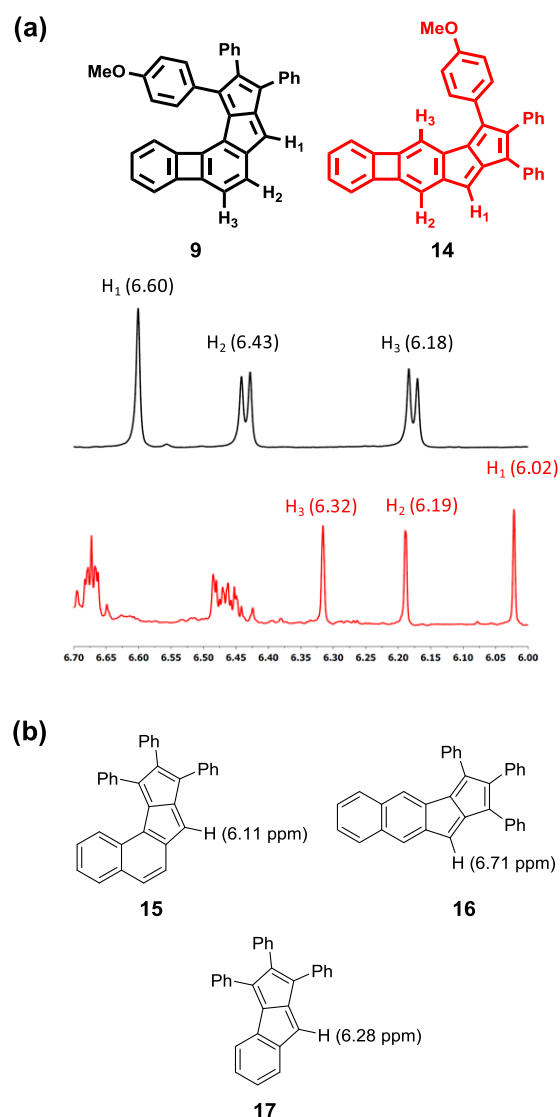 (a)
MeO
Ph
Ph
H1
H2
H3
9
MeO
H3
Ph
Ph
H2
H1
14
H1 (6.60)
H2 (6.43)
H3 (6.18)
H1 (6.02)
H3 (6.32)
H2 (6.19)
6.70 6.65 6.60 6.55 6.50 6.45 6.40 6.35 6.30 6.25 6.20 6.15 6.10 6.05 6.00
(b)
Ph
Ph
Ph
H (6.11 ppm)
15
Ph
Ph
Ph
H (6.71 ppm)
16
Ph
Ph
Ph
H (6.28 ppm)
17